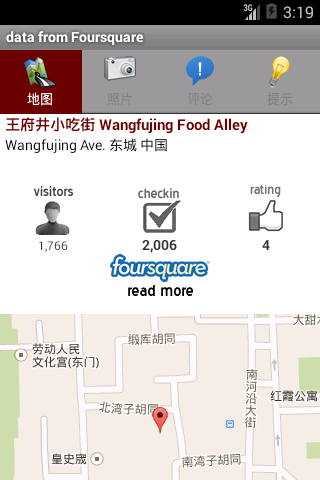 3G 3:19
data from Foursquare
地图 照片 评论 提示
王府井小吃街 Wangfujing Food Alley
Wangfujing Ave. 东城 中国
visitors checkin rating
1,766 2,006 4
foursquare
read more
大甜水
缎库胡同
劳动人民
文化宫(东门)
南河沿大街
红霞公寓
北湾子胡同
皇史宬
南湾子胡同